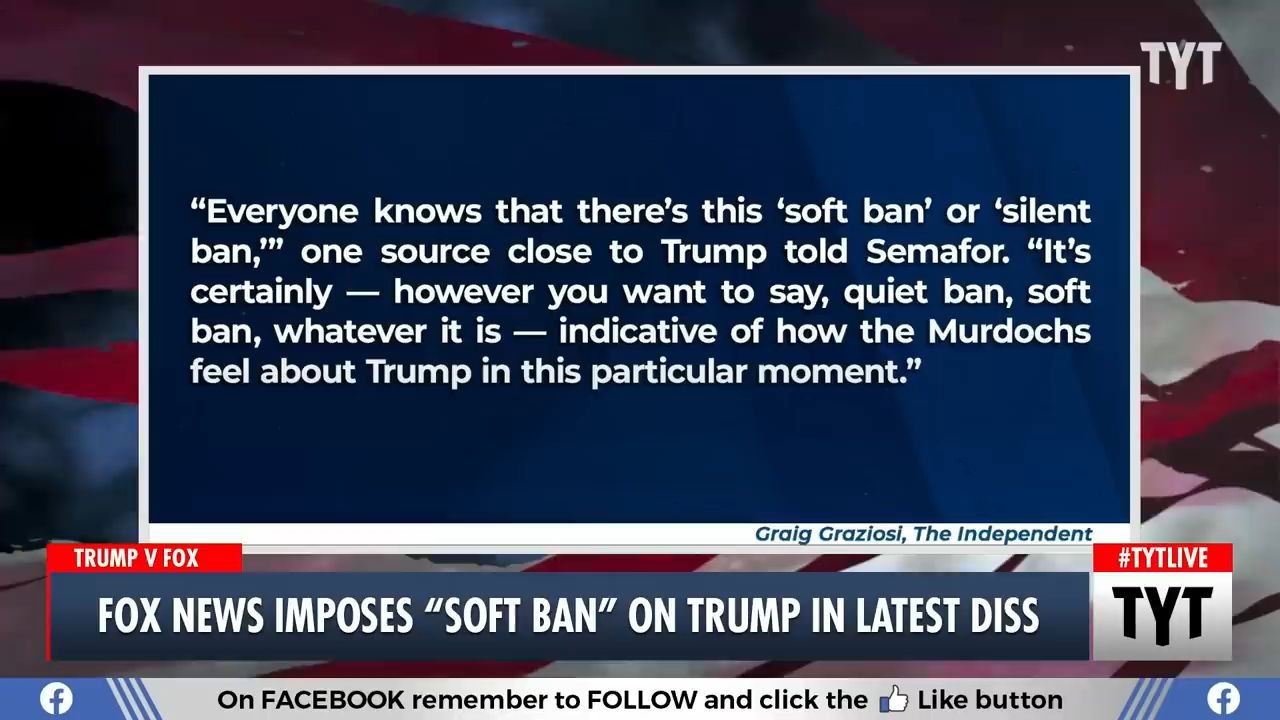 TYT
“Everyone knows that there’s this ‘soft ban’ or ‘silent
ban,’” one source close to Trump told Semafor. “It’s
certainly — however you want to say, quiet ban, soft
ban, whatever it is — indicative of how the Murdochs
feel about Trump in this particular moment.”
Graig Graziosi, The Independent
TRUMP V FOX
#TYTLIVE
FOX NEWS IMPOSES “SOFT BAN” ON TRUMP IN LATEST DISS
TYT
On FACEBOOK remember to FOLLOW and click the Like button